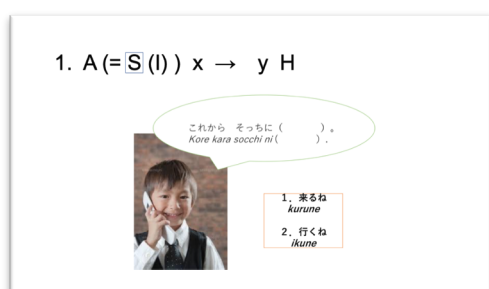 1. A (= S (I) ) x → y H
これから そっちに ( )。
Kore kara socchi ni ( ).
1．来るね
kurune
2．行くね
ikune